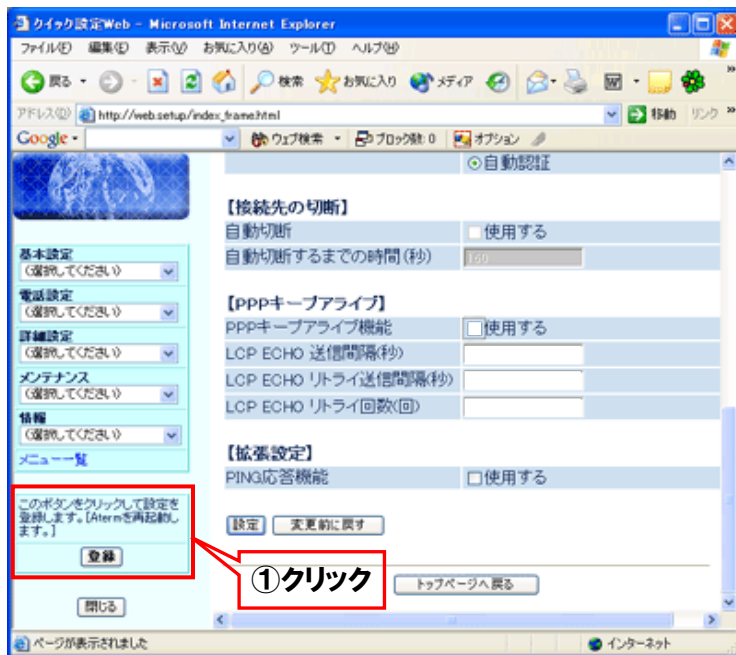 クイック設定Web - Microsoft Internet Explorer
ファイル(F) 編集(E) 表示(V) お気に入り(A) ツール(T) ヘルプ(H)
戻る 検索 お気に入り メディア
アドレス(D) http://web.setup/index_frame.html 移動 リンク
Google ウェブ検索 ブロック数: 0 オプション
自動認証
【接続先の切断】
自動切断 使用する
自動切断するまでの時間(秒)
【PPPキープアライブ】
PPPキープアライブ機能 使用する
LCP ECHO 送信間隔(秒)
LCP ECHO リトライ送信間隔(秒)
LCP ECHO リトライ回数(回)
【拡張設定】
PING応答機能 使用する
設定 変更前に戻す
トップページへ戻る
基本設定
(選択してください)
電話設定
(選択してください)
詳細設定
(選択してください)
メンテナンス
(選択してください)
情報
(選択してください)
メニュー一覧
このボタンをクリックして設定を
登録します。[Atermを再起動し
ます。]
登録
①クリック
閉じる
ページが表示されました インターネット